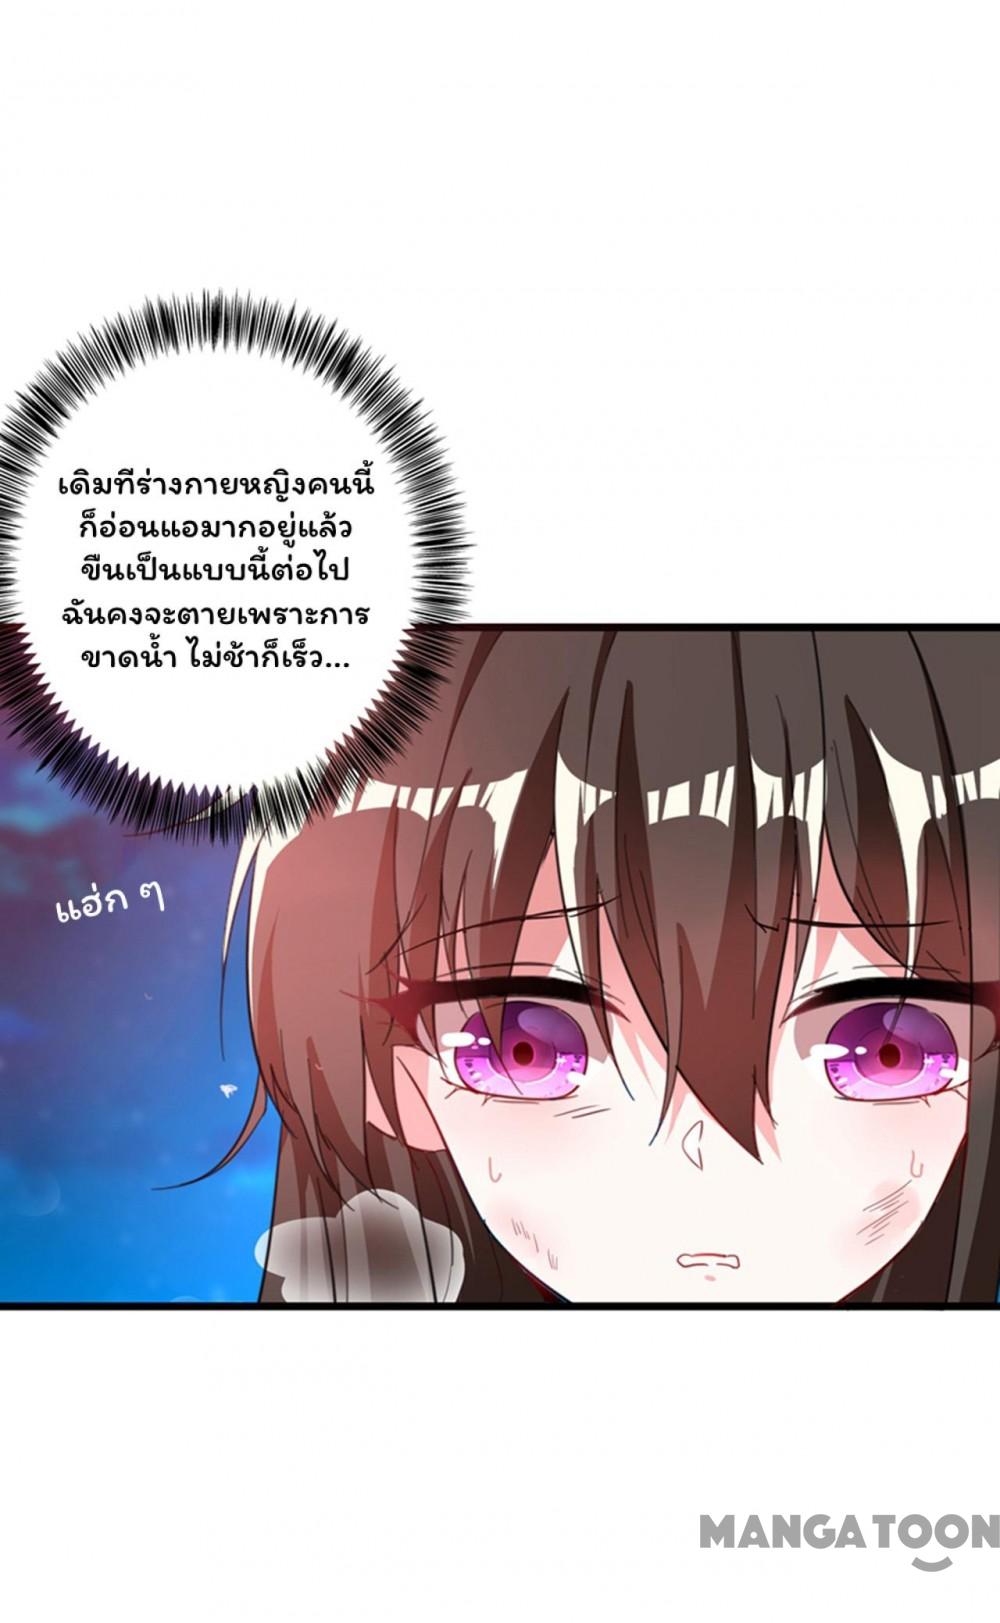 เดิมทีร่างกายหญิงคนนี้
ก็อ่อนแอมากอยู่แล้ว
ขืนเป็นแบบนี้ต่อไป
ฉันคงจะตายเพราะการ
ขาดน้ำ ไม่ช้าก็เร็ว...
แฮ่ก ๆ
MANGATOON